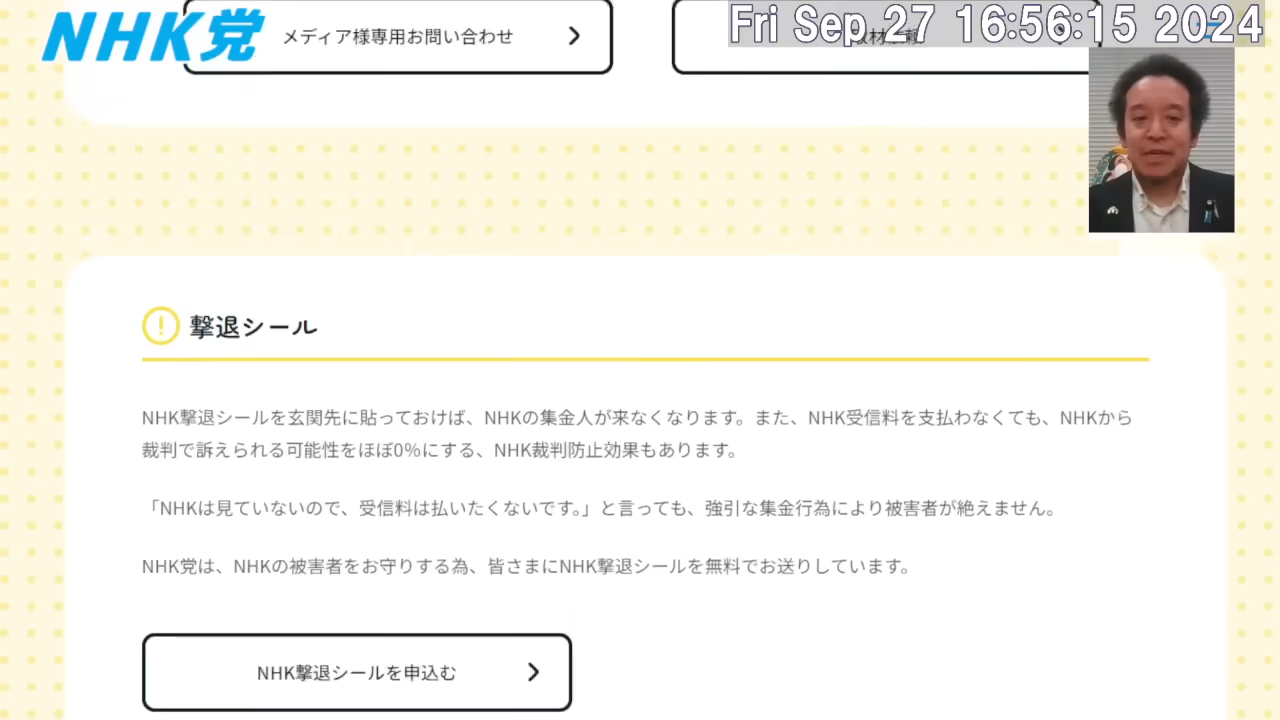 NHK党
メディア様専用お問い合わせ
Fri Sep 27 16:56:15 2024
撃退シール
NHK撃退シールを玄関先に貼っておけば、NHKの集金人が来なくなります。また、NHK受信料を支払わなくても、NHKから
裁判で訴えられる可能性をほぼ0％にする、NHK裁判防止効果もあります。
「NHKは見ていないので、受信料は払いたくないです。」と言っても、強引な集金行為により被害者が絶えません。
NHK党は、NHKの被害者をお守りする為、皆さまにNHK撃退シールを無料でお送りしています。
NHK撃退シールを申込む